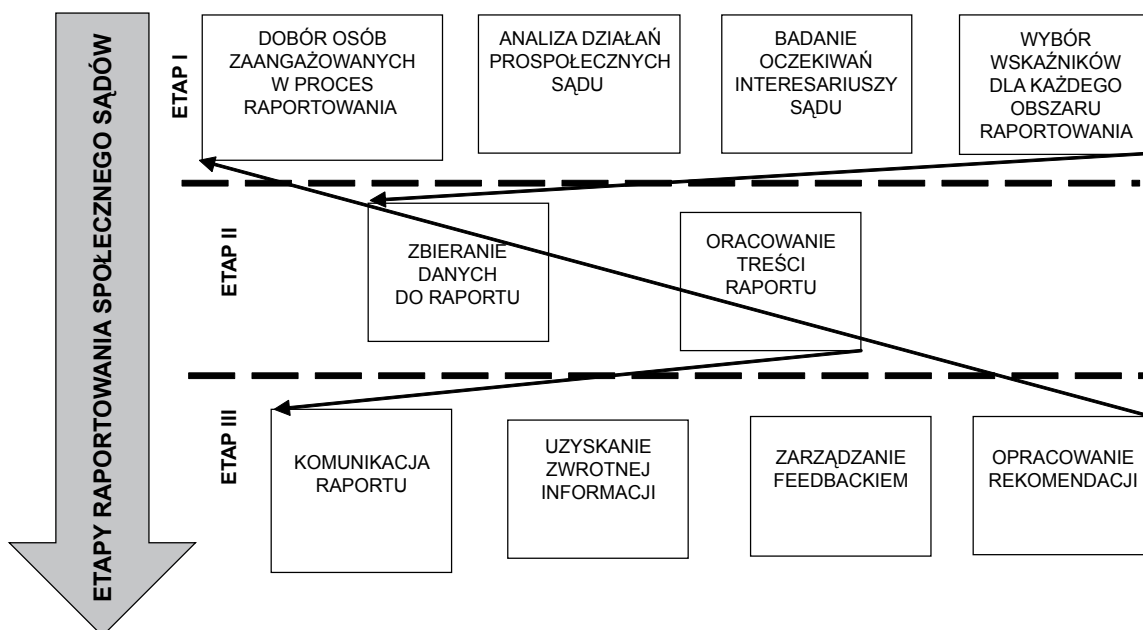 ETAPY RAPORTOWANIA SPOŁECZNEGO SĄDÓW
ETAP I
DOBÓR OSÓB
ZAANGAŻOWANYCH
W PROCES
RAPORTOWANIA
ANALIZA DZIAŁAŃ
PROSPOŁECZNYCH
SĄDU
BADANIE
OCZEKIWAŃ
INTERESARIUSZY
SĄDU
WYBÓR
WSKAŹNIKÓW
DLA KAŻDEGO
OBSZARU
RAPORTOWANIA
ETAP II
ZBIERANIE
DANYCH
DO RAPORTU
ORACOWANIE
TREŚCI
RAPORTU
ETAP III
KOMUNIKACJA
RAPORTU
UZYSKANIE
ZWROTNEJ
INFORMACJI
ZARZĄDZANIE
FEEDBACKIEM
OPRACOWANIE
REKOMENDACJI